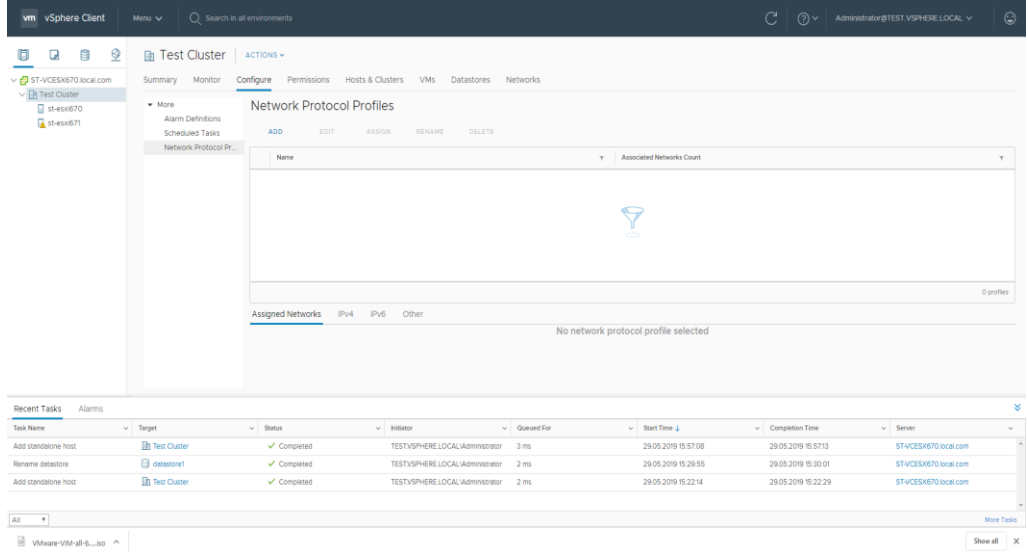 vm vSphere Client Menu Search in all environments Administrator@TEST.VSPHERE.LOCAL
ST-VCESX670.local.com
Test Cluster
st-esxi670
st-esxi671
Test Cluster ACTIONS
Summary Monitor Configure Permissions Hosts & Clusters VMs Datastores Networks
More
Alarm Definitions
Scheduled Tasks
Network Protocol Pr...
Network Protocol Profiles
ADD EDIT ASSIGN RENAME DELETE
Name Associated Networks Count
0 profiles
Assigned Networks IPv4 IPv6 Other
No network protocol profile selected
Recent Tasks Alarms
Task Name Target Status Initiator Queued For Start Time ↓ Completion Time Server
Add standalone host Test Cluster Completed TEST.VSPHERE.LOCAL\Administrator 3 ms 29.05.2019 15:57:08 29.05.2019 15:57:13 ST-VCESX670.local.com
Rename datastore datastore1 Completed TEST.VSPHERE.LOCAL\Administrator 2 ms 29.05.2019 15:29:55 29.05.2019 15:30:01 ST-VCESX670.local.com
Add standalone host Test Cluster Completed TEST.VSPHERE.LOCAL\Administrator 2 ms 29.05.2019 15:22:14 29.05.2019 15:22:29 ST-VCESX670.local.com
All More Tasks
VMware-VIM-all-6....iso Show all